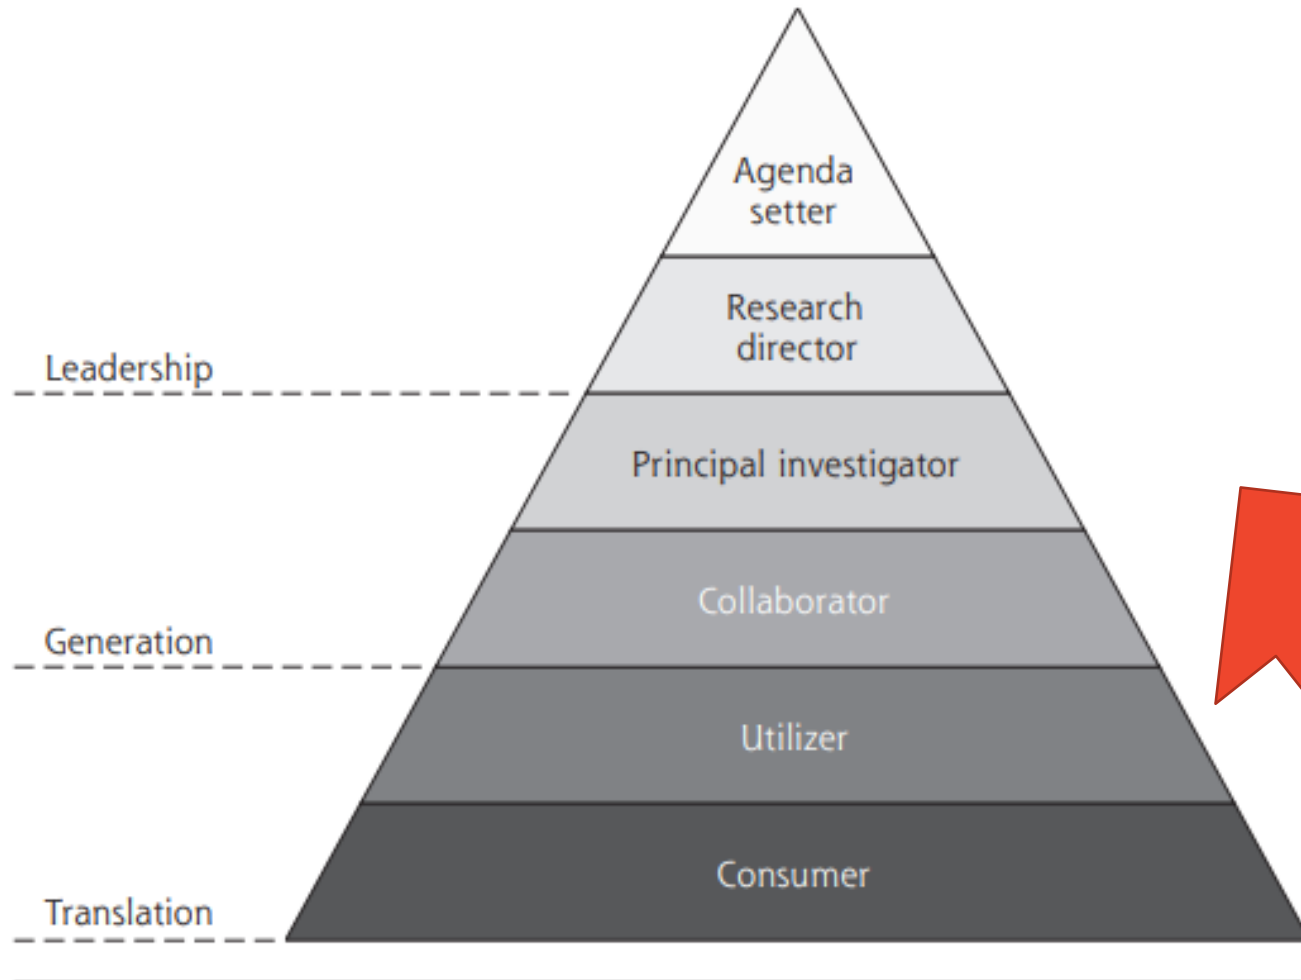 Agenda
setter
Research
director
Leadership
Principal investigator
Collaborator
Generation
Utilizer
Consumer
Translation